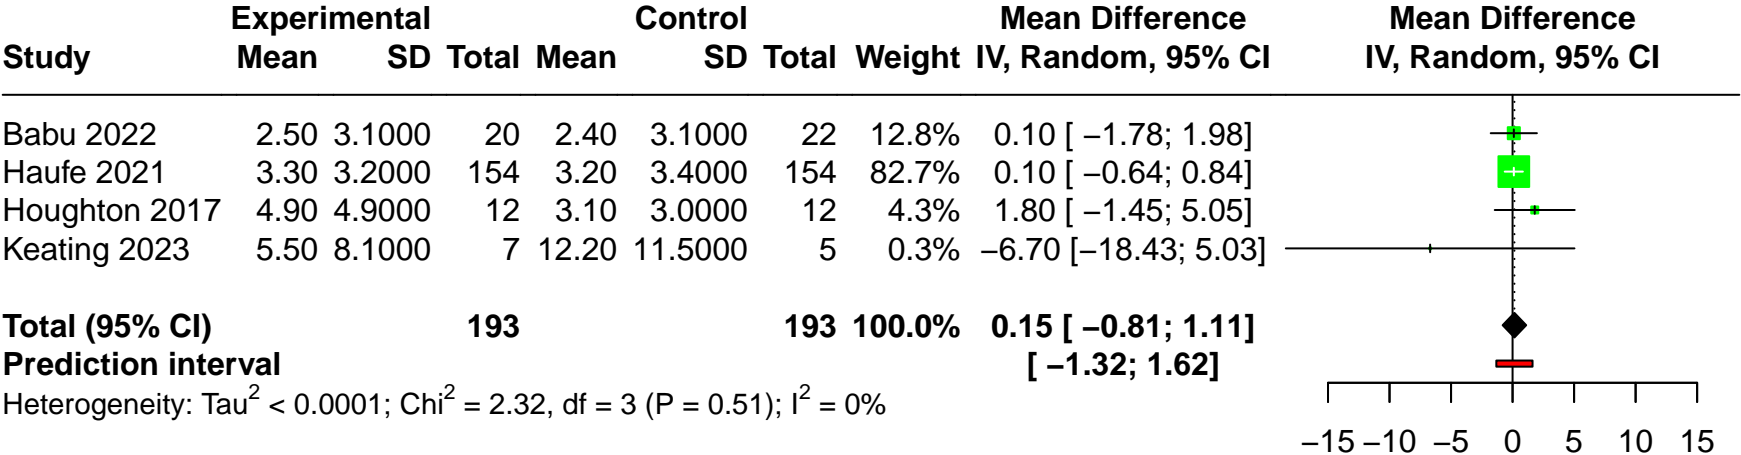 Experimental Control Mean Difference Mean Difference
Study Mean SD Total Mean SD Total Weight IV, Random, 95% CI IV, Random, 95% CI
Babu 2022 2.50 3.1000 20 2.40 3.1000 22 12.8% 0.10 [ −1.78; 1.98]
Haufe 2021 3.30 3.2000 154 3.20 3.4000 154 82.7% 0.10 [ −0.64; 0.84]
Houghton 2017 4.90 4.9000 12 3.10 3.0000 12 4.3% 1.80 [ −1.45; 5.05]
Keating 2023 5.50 8.1000 7 12.20 11.5000 5 0.3% −6.70 [−18.43; 5.03]
Total (95% CI) 193 193 100.0% 0.15 [ −0.81; 1.11]
Prediction interval [ −1.32; 1.62]
Heterogeneity: Tau² < 0.0001; Chi² = 2.32, df = 3 (P = 0.51); I² = 0%
−15 −10 −5 0 5 10 15